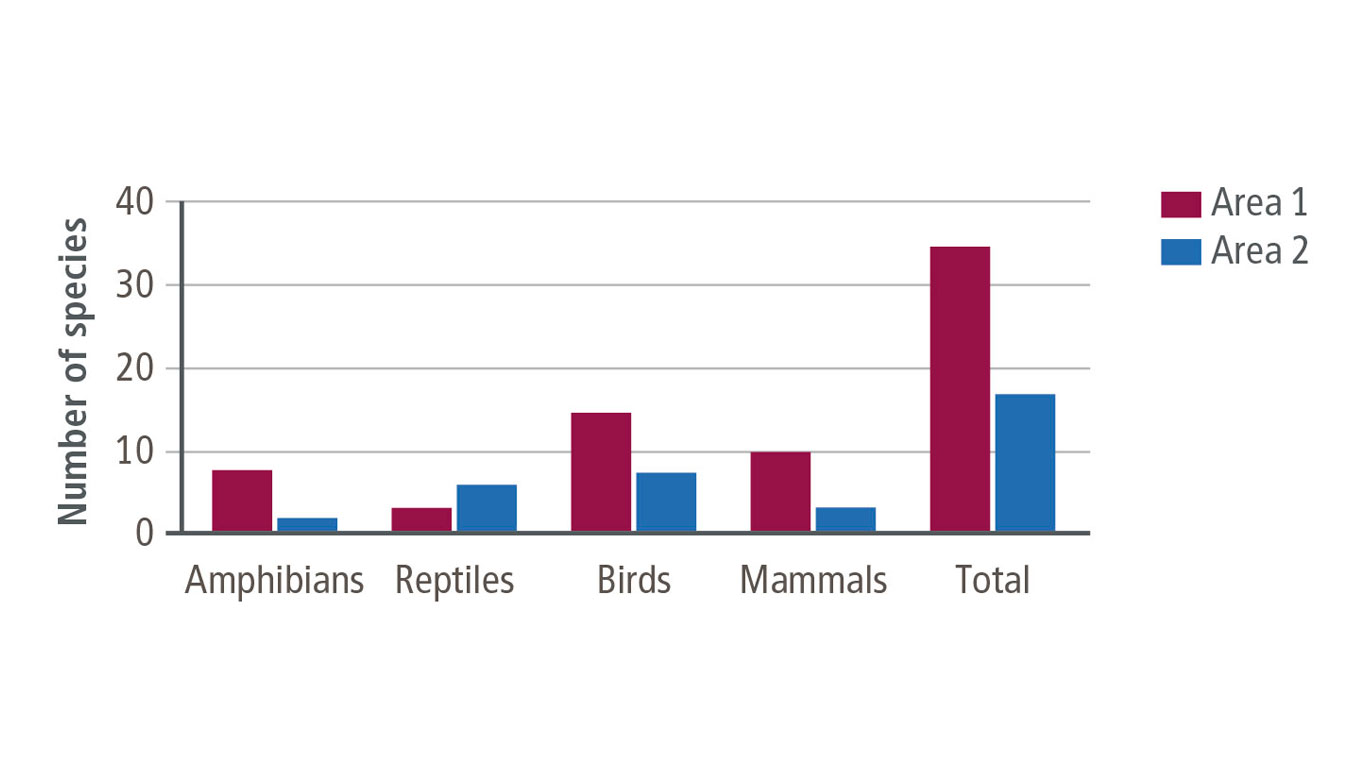 Number of species
40
30
20
10
0
Amphibians Reptiles Birds Mammals Total
Area 1
Area 2